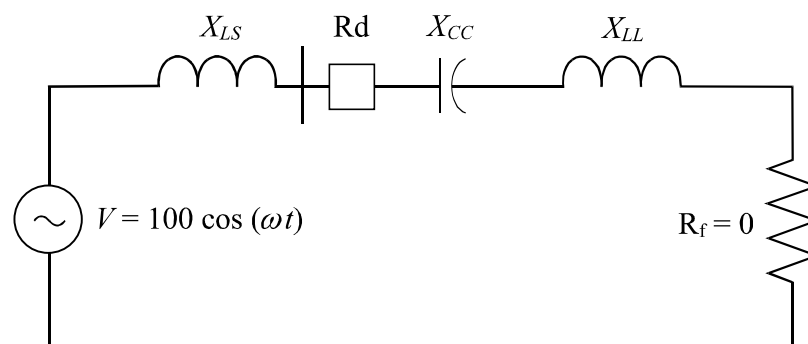 X_LS Rd X_CC X_LL
V = 100 cos (ωt)
R_f = 0